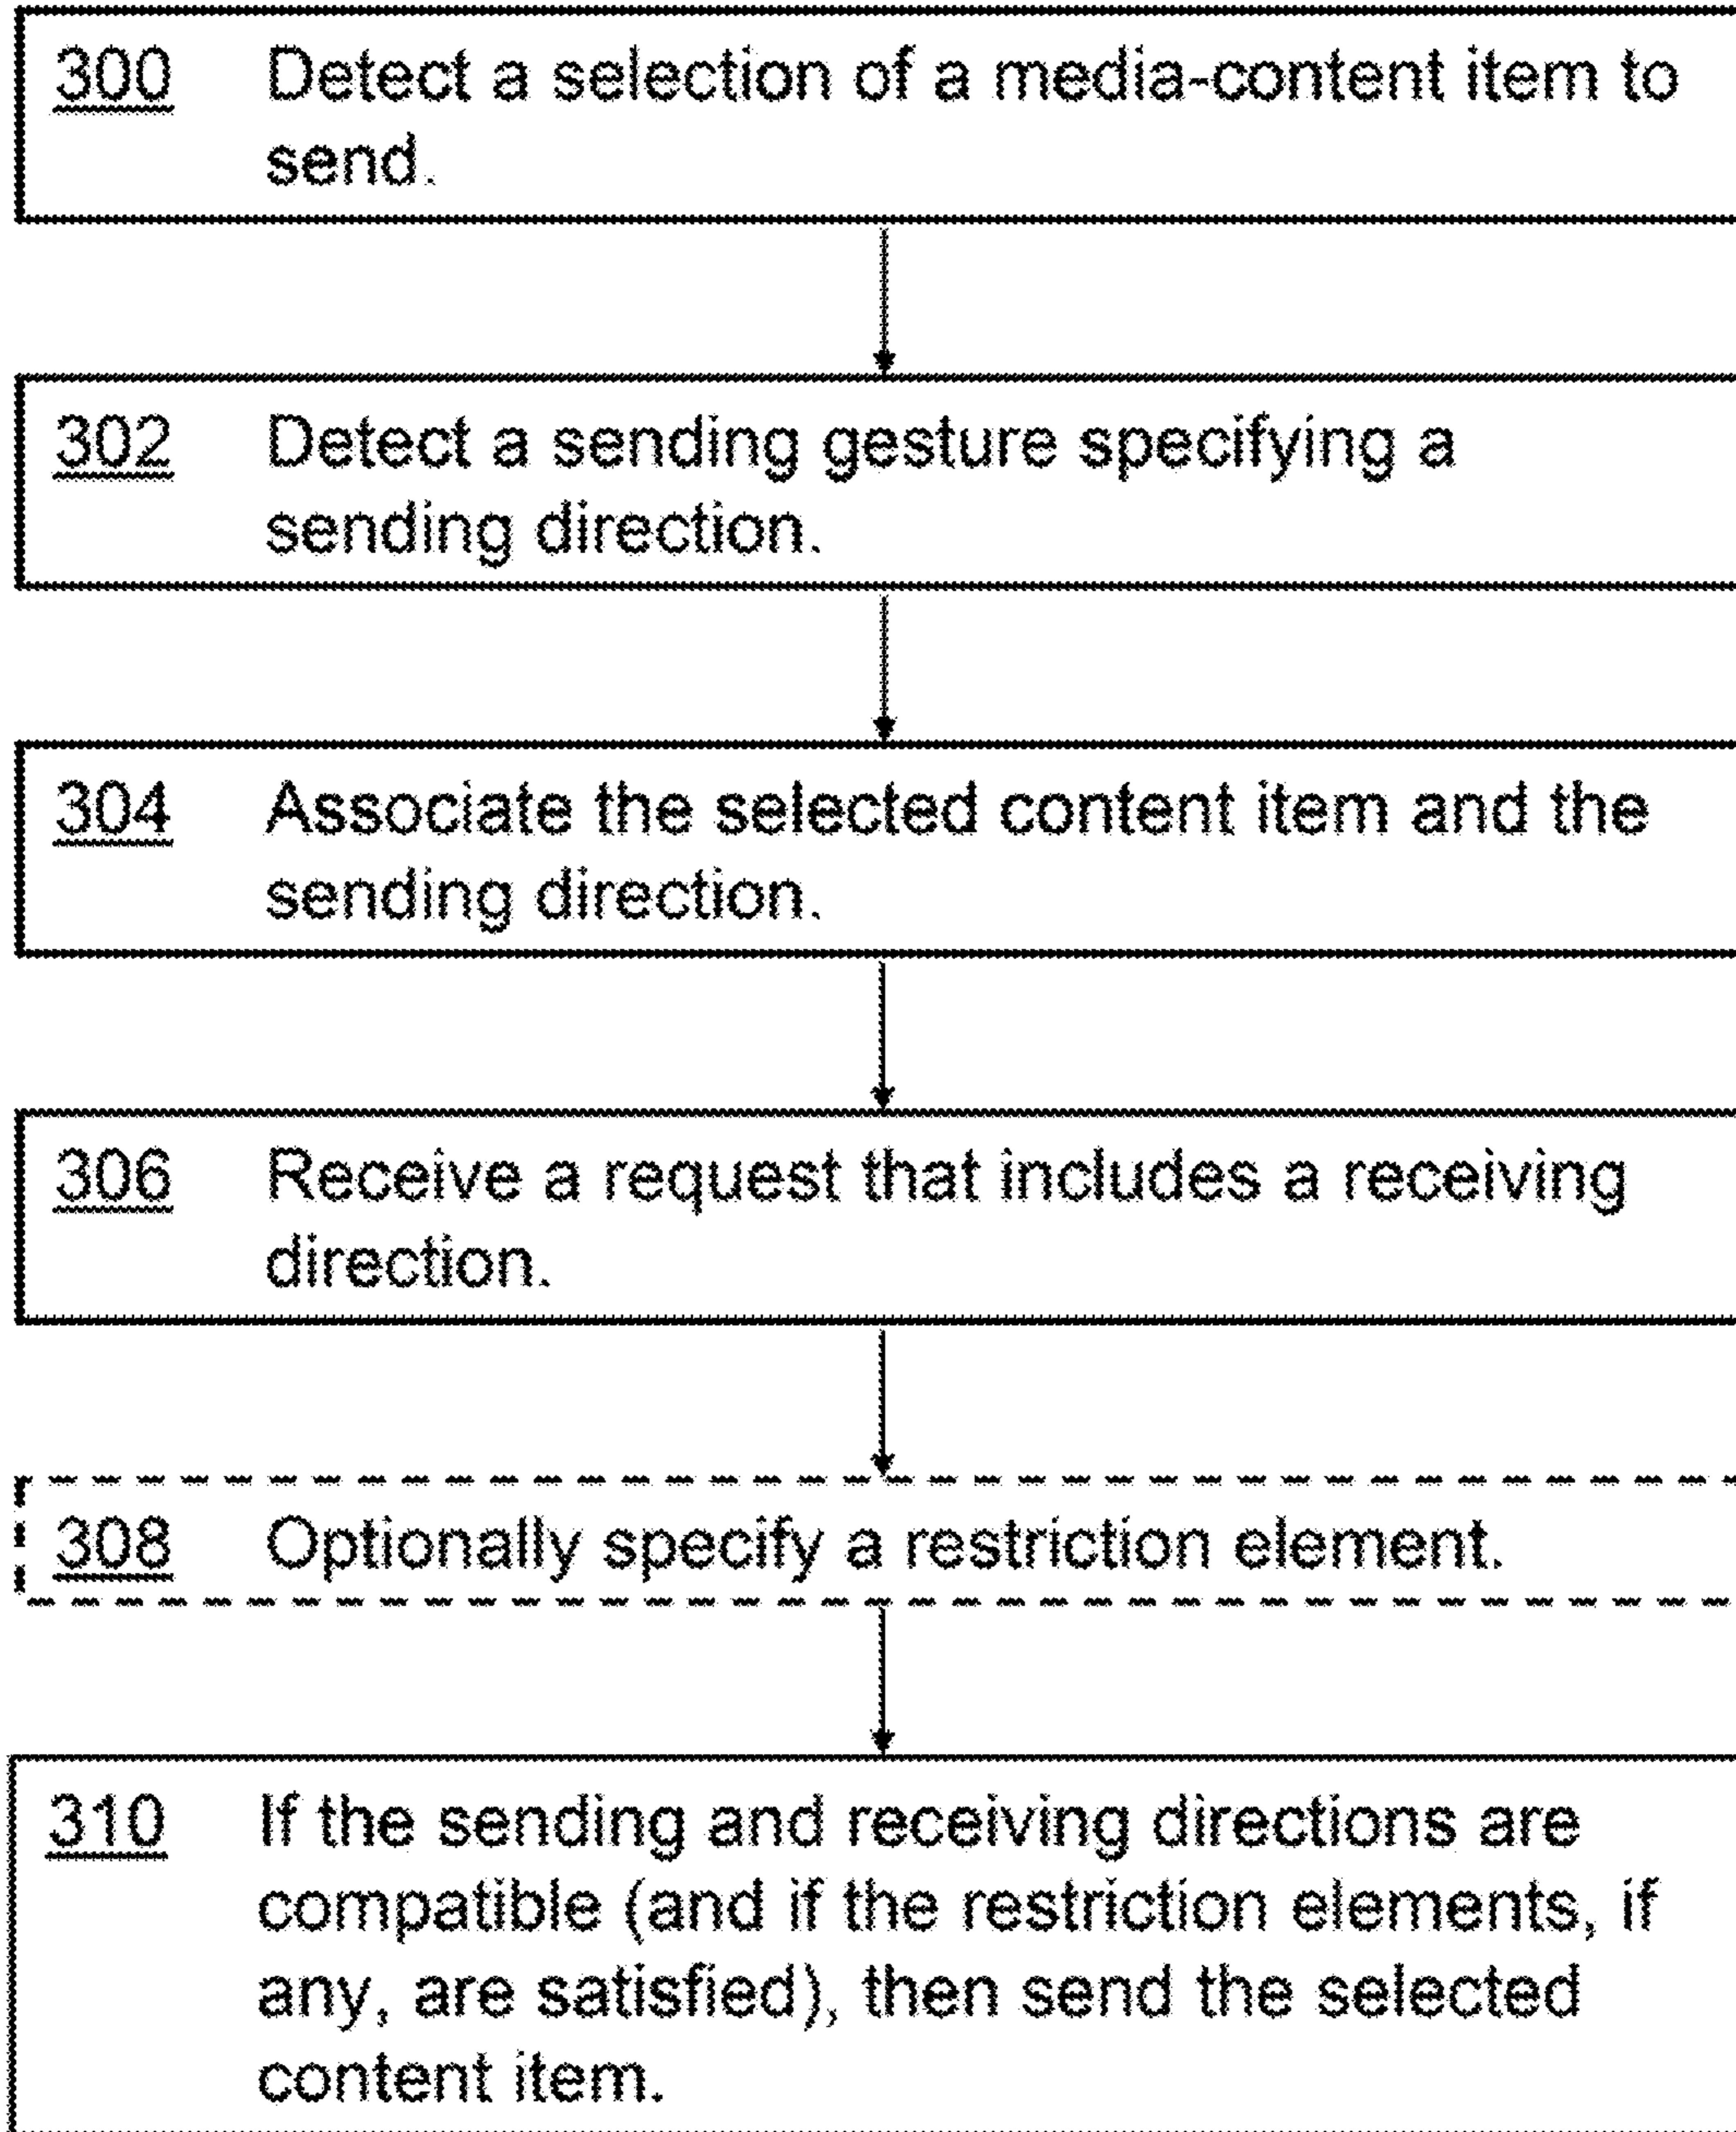 300 Detect a selection of a media-content item to
send.
302 Detect a sending gesture specifying a
sending direction.
304 Associate the selected content item and the
sending direction.
306 Receive a request that includes a receiving
direction.
308 Optionally specify a restriction element.
310 If the sending and receiving directions are
compatible (and if the restriction elements, if
any, are satisfied), then send the selected
content item.